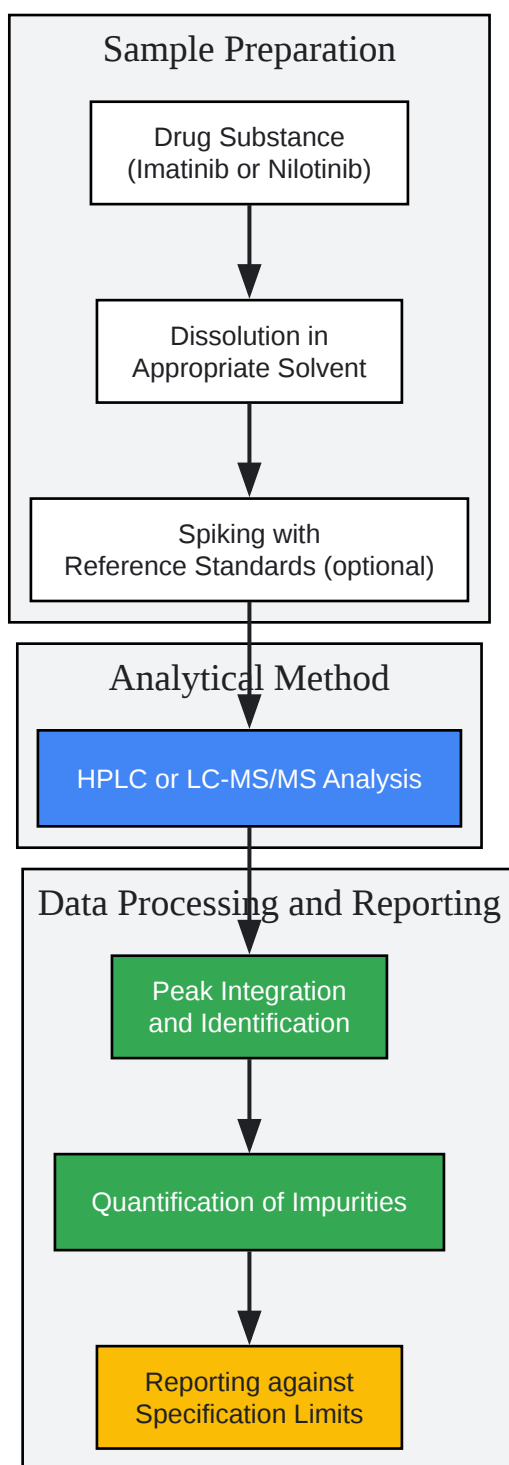 Sample Preparation
Drug Substance
(Imatinib or Nilotinib)
Dissolution in
Appropriate Solvent
Spiking with
Reference Standards (optional)
Analytical Method
HPLC or LC-MS/MS Analysis
Data Processing and Reporting
Peak Integration
and Identification
Quantification of Impurities
Reporting against
Specification Limits